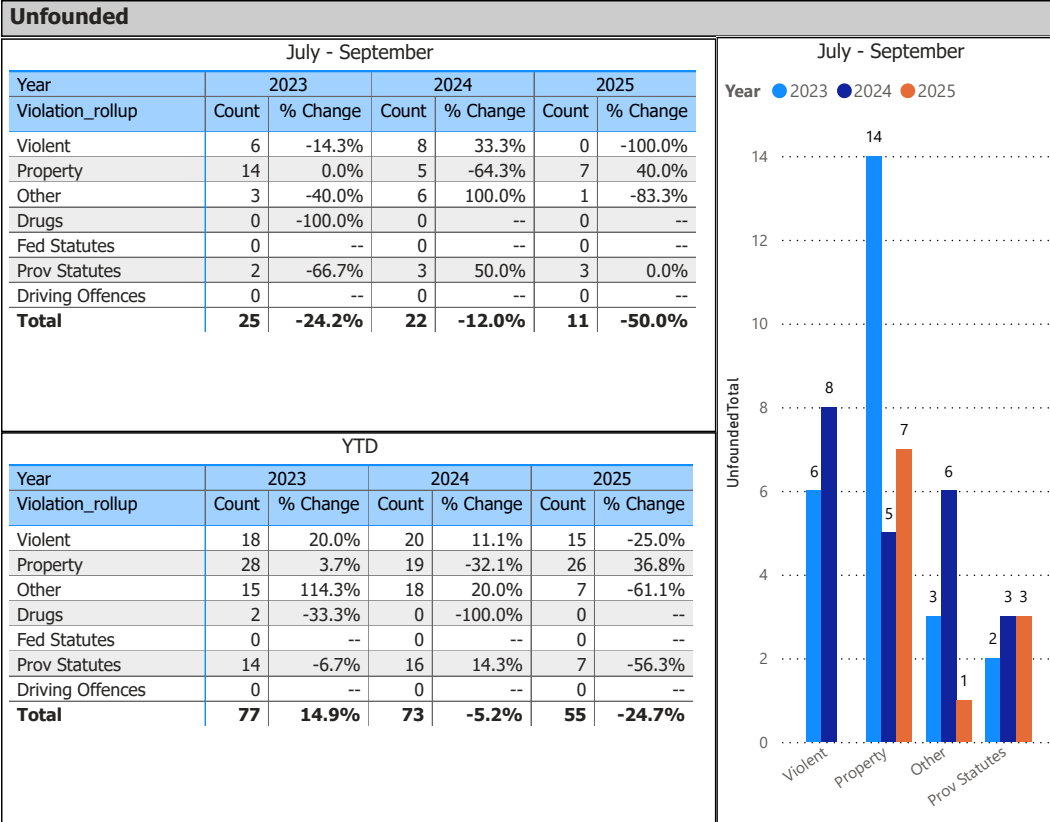 Unfounded
July - September
Year 2023 2024 2025
Violation_rollup Count % Change Count % Change Count % Change
Violent 6 -14.3% 8 33.3% 0 -100.0%
Property 14 0.0% 5 -64.3% 7 40.0%
Other 3 -40.0% 6 100.0% 1 -83.3%
Drugs 0 -100.0% 0 -- 0 --
Fed Statutes 0 -- 0 -- 0 --
Prov Statutes 2 -66.7% 3 50.0% 3 0.0%
Driving Offences 0 -- 0 -- 0 --
Total 25 -24.2% 22 -12.0% 11 -50.0%
YTD
Year 2023 2024 2025
Violation_rollup Count % Change Count % Change Count % Change
Violent 18 20.0% 20 11.1% 15 -25.0%
Property 28 3.7% 19 -32.1% 26 36.8%
Other 15 114.3% 18 20.0% 7 -61.1%
Drugs 2 -33.3% 0 -100.0% 0 --
Fed Statutes 0 -- 0 -- 0 --
Prov Statutes 14 -6.7% 16 14.3% 7 -56.3%
Driving Offences 0 -- 0 -- 0 --
Total 77 14.9% 73 -5.2% 55 -24.7%
July - September
Year 2023 2024 2025
UnfoundedTotal
14
12
10
8
6
4
2
0
6 8
14 5 7
3 6 1
2 3 3
Violent Property Other Prov Statutes